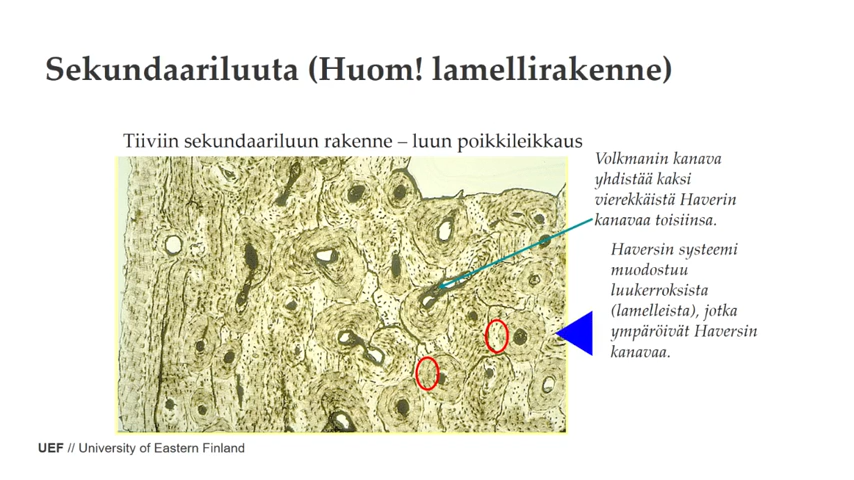 Sekundaariluuta (Huom! lamellirakenne)
Tiiviin sekundaariluun rakenne – luun poikkileikkaus
Volkmanin kanava
yhdistää kaksi
vierekkäistä Haverin
kanavaa toisiinsa.
Haversin systeemi
muodostuu
luukerroksista
(lamelleista), jotka
ympäröivät Haversin
kanavaa.
UEF // University of Eastern Finland